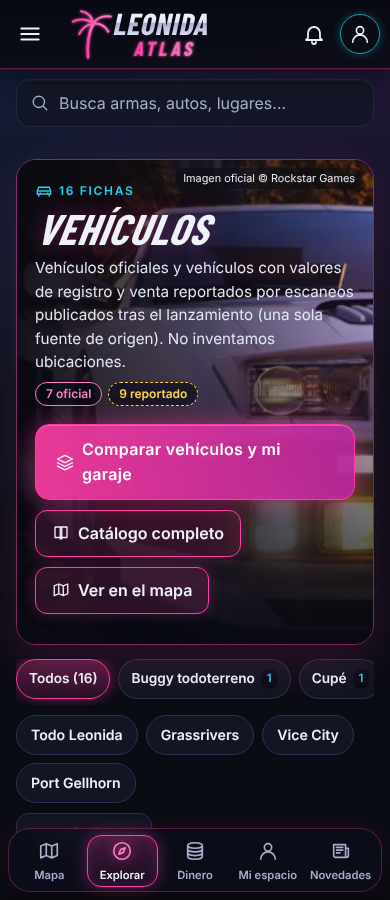 LEONIDA
ATLAS
Busca armas, autos, lugares...
Imagen oficial © Rockstar Games
16 FICHAS
VEHÍCULOS
Vehículos oficiales y vehículos con valores
de registro y venta reportados por escaneos
publicados tras el lanzamiento (una sola
fuente de origen). No inventamos
ubicaciones.
7 oficial 9 reportado
Comparar vehículos y mi
garaje
Catálogo completo
Ver en el mapa
Todos (16) Buggy todoterreno 1 Cupé 1
Todo Leonida Grassrivers Vice City
Port Gellhorn
Mapa Explorar Dinero Mi espacio Novedades